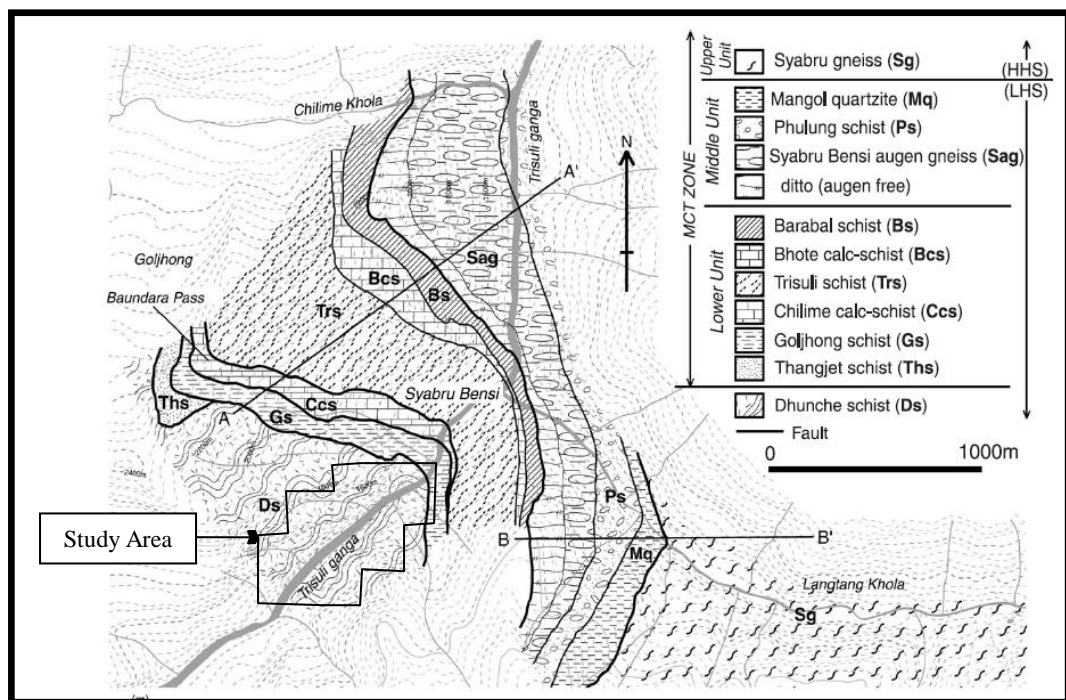 Chilime Khola
Trisuli ganga
N
A'
Goljhong
Baundara Pass
Sag
Bcs
Bs
Trs
Syabru Bensi
Ths
A
Ccs
Gs
2400m
Ds
Study Area
Trisuli ganga
Ps
B
B'
Mq
Langtang Khola
Sg
MCT ZONE
Upper Unit
Syabru gneiss (Sg)
(HHS)
(LHS)
Middle Unit
Mangol quartzite (Mq)
Phulung schist (Ps)
Syabru Bensi augen gneiss (Sag)
ditto (augen free)
Lower Unit
Barabal schist (Bs)
Bhote calc-schist (Bcs)
Trisuli schist (Trs)
Chilime calc-schist (Ccs)
Goljhong schist (Gs)
Thangjet schist (Ths)
Dhunche schist (Ds)
Fault
0 1000m